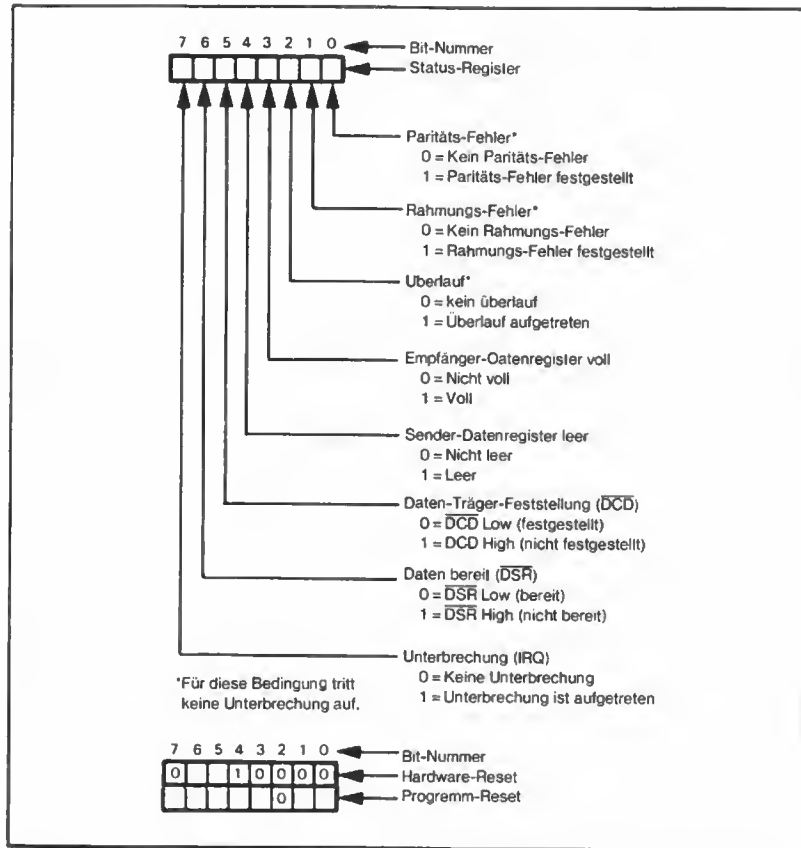 7 6 5 4 3 2 1 0
Bit-Nummer
Status-Register
Paritäts-Fehler*
0 = Kein Paritäts-Fehler
1 = Paritäts-Fehler festgestellt
Rahmungs-Fehler*
0 = Kein Rahmungs-Fehler
1 = Rahmungs-Fehler festgestellt
Uberlauf*
0 = kein überlauf
1 = Überlauf aufgetreten
Empfänger-Datenregister voll
0 = Nicht voll
1 = Voll
Sender-Datenregister leer
0 = Nicht leer
1 = Leer
Daten-Träger-Feststellung (DCD)
0 = DCD Low (festgestellt)
1 = DCD High (nicht festgestellt)
Daten bereit (DSR)
0 = DSR Low (bereit)
1 = DSR High (nicht bereit)
Unterbrechung (IRQ)
0 = Keine Unterbrechung
1 = Unterbrechung ist aufgetreten
*Für diese Bedingung tritt
keine Unterbrechung auf.
7 6 5 4 3 2 1 0
Bit-Nummer
0 1 0 0 0 0
Hardware-Reset
0
Progremm-Reset